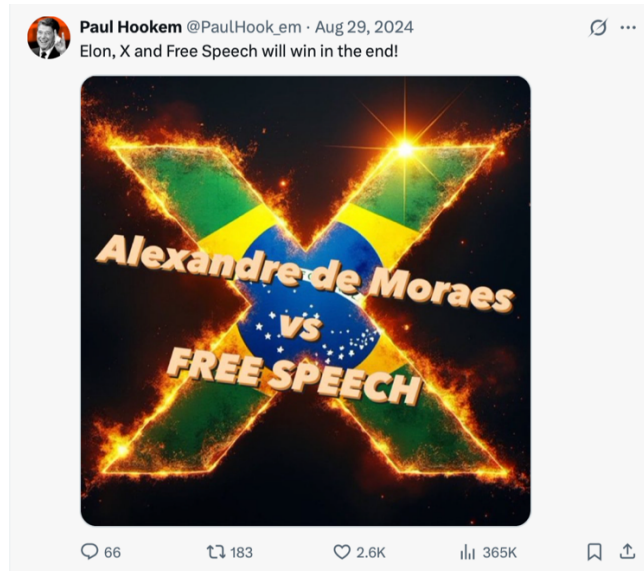 Paul Hookem @PaulHook_em · Aug 29, 2024
Elon, X and Free Speech will win in the end!
Alexandre de Moraes
vs
FREE SPEECH
66 183 2.6K 365K